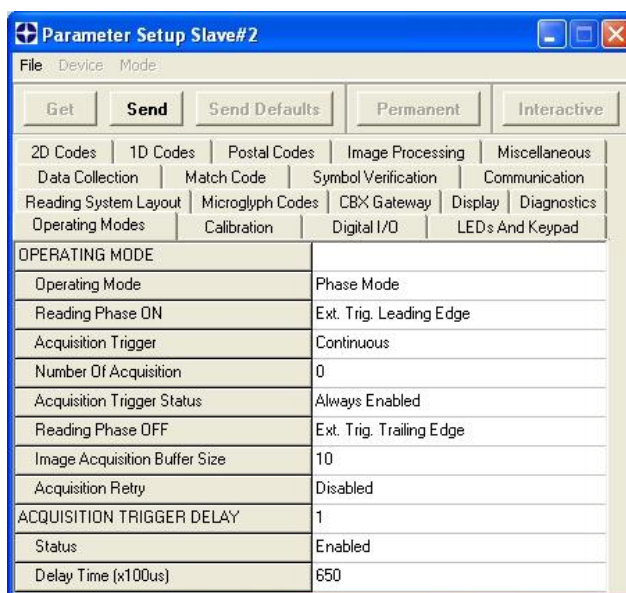 Parameter Setup Slave#2
File Device Mode
Get Send Send Defaults Permanent Interactive
2D Codes 1D Codes Postal Codes Image Processing Miscellaneous
Data Collection Match Code Symbol Verification Communication
Reading System Layout Microglyph Codes CBX Gateway Display Diagnostics
Operating Modes Calibration Digital I/O LEDs And Keypad
OPERATING MODE
Operating Mode Phase Mode
Reading Phase ON Ext. Trig. Leading Edge
Acquisition Trigger Continuous
Number Of Acquisition 0
Acquisition Trigger Status Always Enabled
Reading Phase OFF Ext. Trig. Trailing Edge
Image Acquisition Buffer Size 10
Acquisition Retry Disabled
ACQUISITION TRIGGER DELAY 1
Status Enabled
Delay Time (x100us) 650